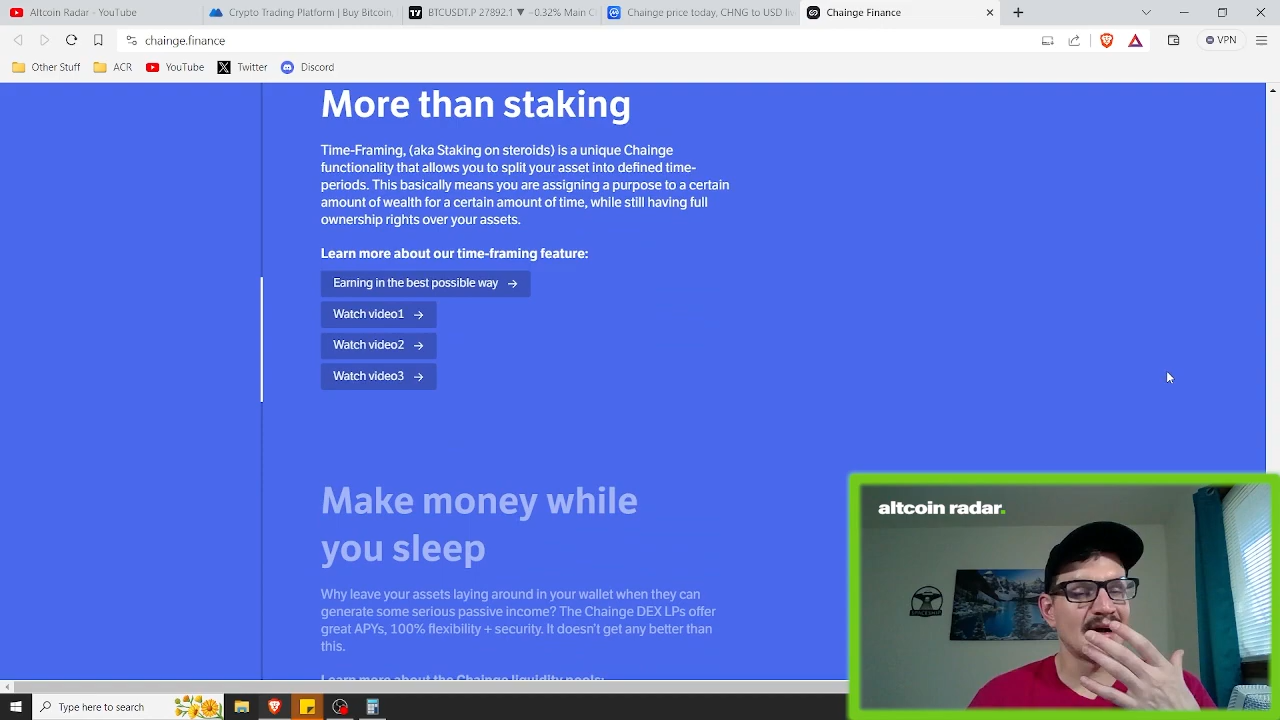 Altcoin Radar - YouTube
Crypto Trading Platform | Buy Bitcoin,
BTCUSDT.P 27892.1 ▼ −0.32% Main C
Chainge price today, CHNG to USD liv
Chainge Finance
chainge.finance
VPN
Other Stuff
ACR
YouTube
Twitter
Discord
More than staking
Time-Framing, (aka Staking on steroids) is a unique Chainge
functionality that allows you to split your asset into defined time-
periods. This basically means you are assigning a purpose to a certain
amount of wealth for a certain amount of time, while still having full
ownership rights over your assets.
Learn more about our time-framing feature:
Earning in the best possible way →
Watch video1 →
Watch video2 →
Watch video3 →
Make money while
you sleep
Why leave your assets laying around in your wallet when they can
generate some serious passive income? The Chainge DEX LPs offer
great APYs, 100% flexibility + security. It doesn't get any better than
this.
Learn more about the Chainge liquidity pools:
altcoin radar.
Type here to search